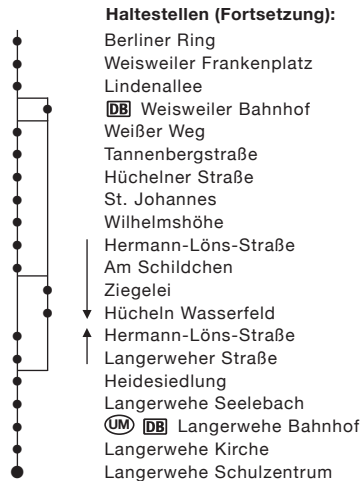 Haltestellen (Fortsetzung):
Berliner Ring
Weisweiler Frankenplatz
Lindenallee
DB Weisweiler Bahnhof
Weißer Weg
Tannenbergstraße
Hüchelner Straße
St. Johannes
Wilhelmshöhe
Hermann-Löns-Straße
Am Schildchen
Ziegelei
Hücheln Wasserfeld
Hermann-Löns-Straße
Langerweher Straße
Heidesiedlung
Langerwehe Seelebach
UM DB Langerwehe Bahnhof
Langerwehe Kirche
Langerwehe Schulzentrum